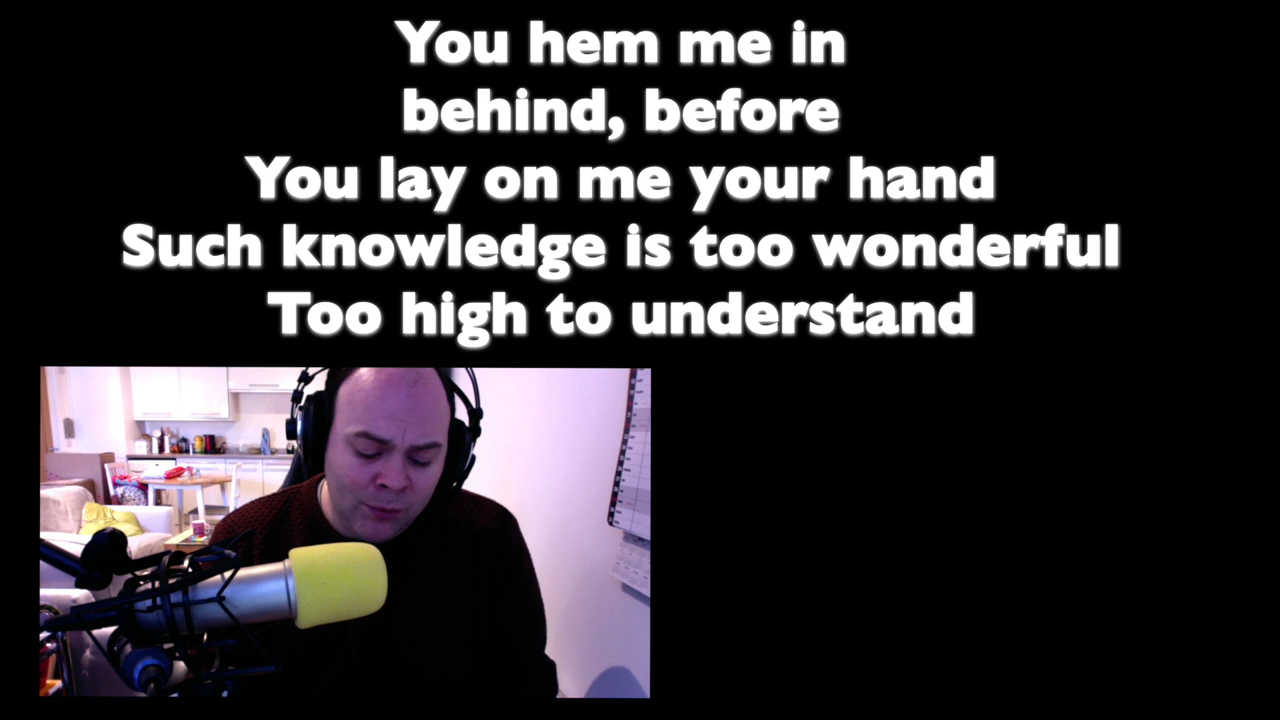 You hem me in
behind, before
You lay on me your hand
Such knowledge is too wonderful
Too high to understand